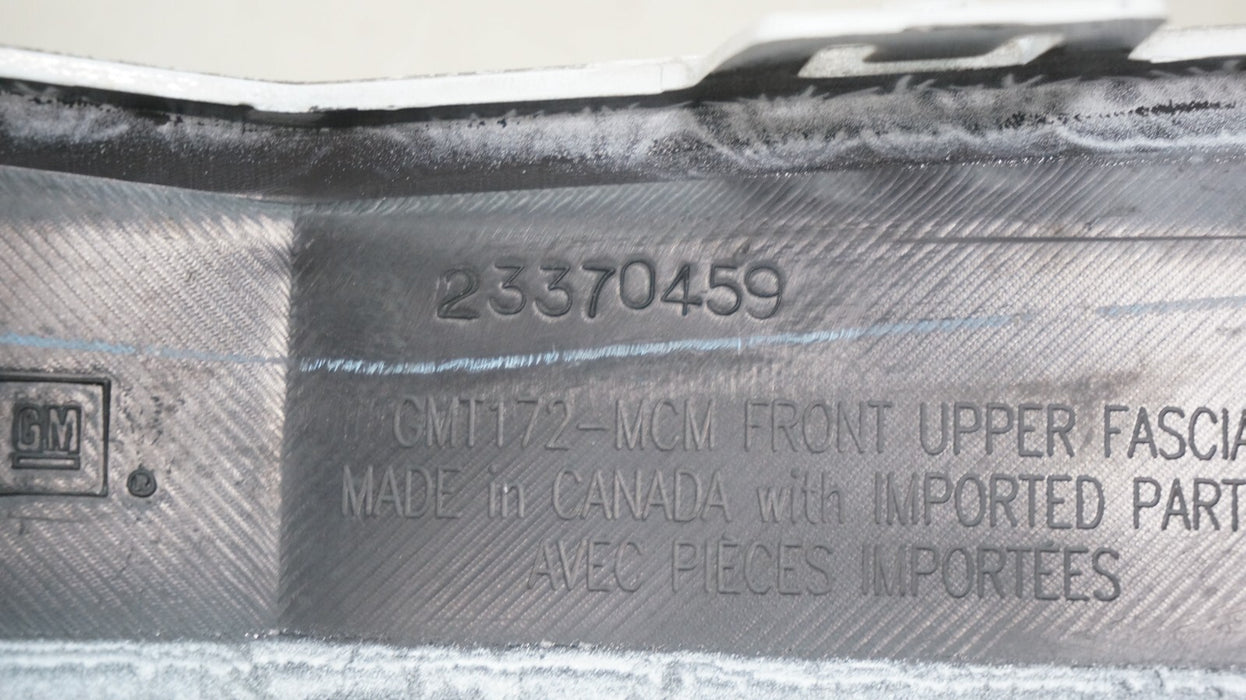 23370459
GM
GMT172-MCM FRONT UPPER FASCIA
MADE in CANADA with IMPORTED PART
AVEC PIÈCES IMPORTÉES